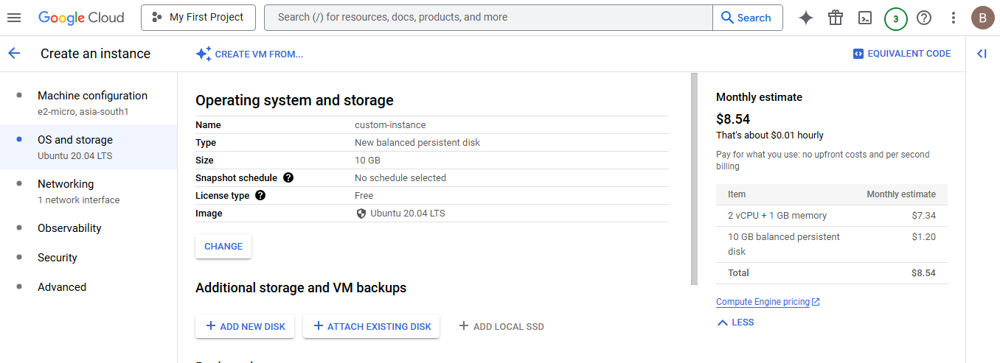 Google Cloud
My First Project
Search (/) for resources, docs, products, and more
Search
3
B
Create an instance
CREATE VM FROM...
EQUIVALENT CODE
Machine configuration
e2-micro, asia-south1
OS and storage
Ubuntu 20.04 LTS
Networking
1 network interface
Observability
Security
Advanced
Operating system and storage
Name custom-instance
Type New balanced persistent disk
Size 10 GB
Snapshot schedule No schedule selected
License type Free
Image Ubuntu 20.04 LTS
CHANGE
Additional storage and VM backups
ADD NEW DISK
ATTACH EXISTING DISK
ADD LOCAL SSD
Monthly estimate
$8.54
That's about $0.01 hourly
Pay for what you use: no upfront costs and per second
billing
Item Monthly estimate
2 vCPU + 1 GB memory $7.34
10 GB balanced persistent $1.20
disk
Total $8.54
Compute Engine pricing
LESS